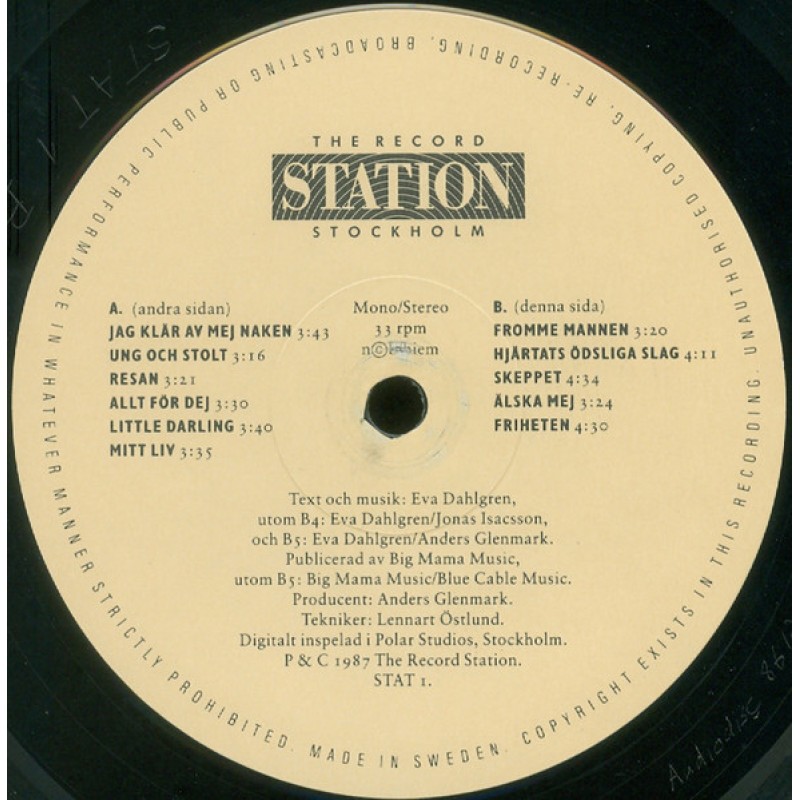 THE RECORD
STATION
STOCKHOLM
A. (andra sidan)
JAG KLÄR AV MEJ NAKEN 3:43
UNG OCH STOLT 3:16
RESAN 3:21
ALLT FÖR DEJ 3:30
LITTLE DARLING 3:40
MITT LIV 3:35
Mono/Stereo
33 rpm
n©b biem
B. (denna sida)
FROMME MANNEN 3:20
HJÄRTATS ÖDSLIGA SLAG 4:11
SKEPPET 4:34
ÄLSKA MEJ 3:24
FRIHETEN 4:30
Text och musik: Eva Dahlgren,
utom B4: Eva Dahlgren/Jonas Isacsson,
och B5: Eva Dahlgren/Anders Glenmark.
Publicerad av Big Mama Music,
utom B5: Big Mama Music/Blue Cable Music.
Producent: Anders Glenmark.
Tekniker: Lennart Östlund.
Digitalt inspelad i Polar Studios, Stockholm.
P & C 1987 The Record Station.
STAT 1.
UNAUTHORISED COPYING, RE-RECORDING, BROADCASTING OR PUBLIC PERFORMANCE IN WHATEVER MANNER STRICTLY PROHIBITED. MADE IN SWEDEN. COPYRIGHT EXISTS IN THIS RECORDING.
STAT 1 B
Audiodisc